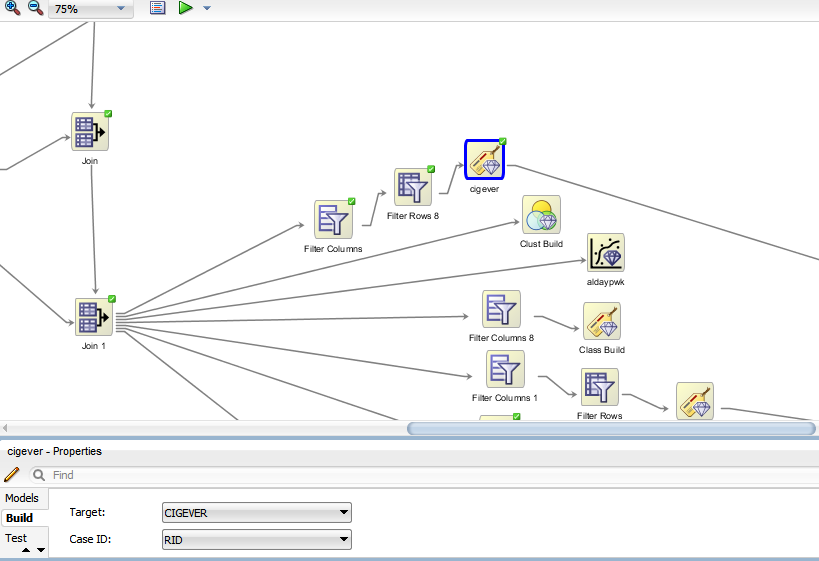 75%
Join
cigever
Filter Rows 8
Clust Build
Filter Columns
aldaypwk
Filter Columns 8
Join 1
Class Build
Filter Columns 1
Filter Rows
cigever - Properties
Find
Models
Build
Target: CIGEVER
Test
Case ID: RID